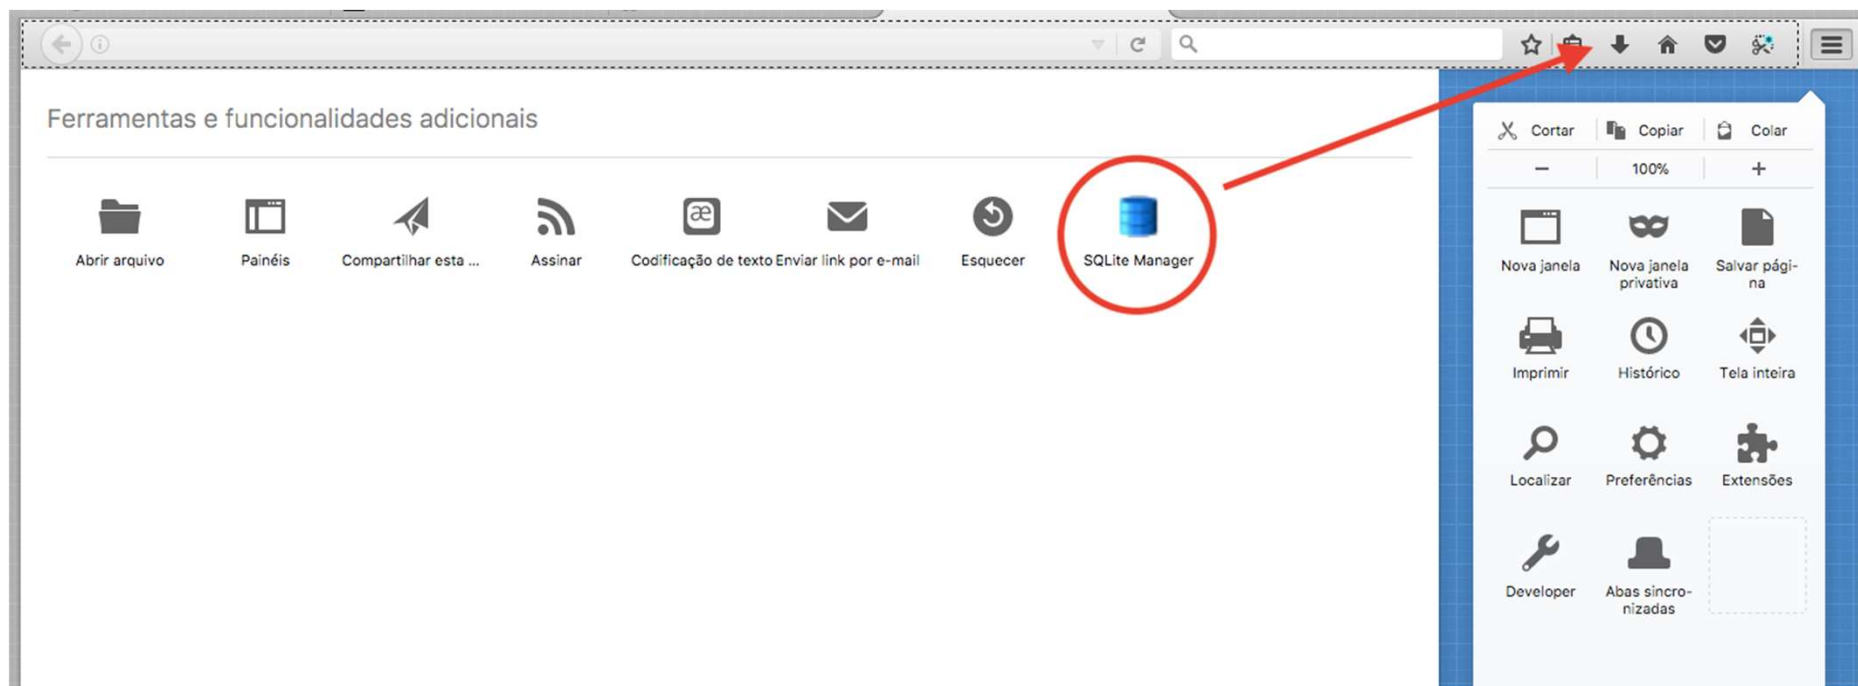 Ferramentas e funcionalidades adicionais
Abrir arquivo
Painéis
Compartilhar esta ...
Assinar
æ
Codificação de texto
Enviar link por e-mail
Esquecer
SQLite Manager
Cortar
Copiar
Colar
− 100% +
Nova janela
Nova janela
privativa
Salvar pági-
na
Imprimir
Histórico
Tela inteira
Localizar
Preferências
Extensões
Developer
Abas sincro-
nizadas